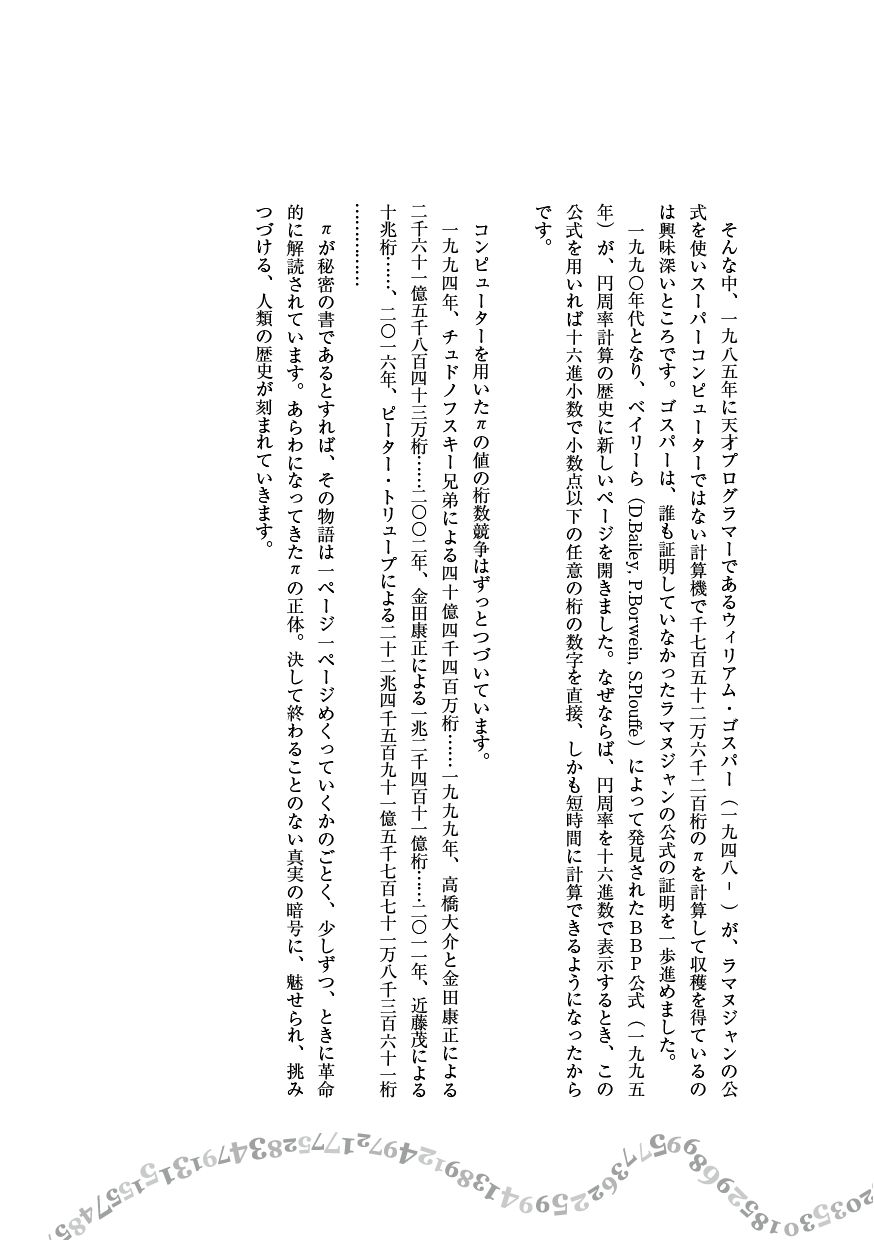 そんな中、一九八五年に天才プログラマーであるウィリアム・ゴスパー（一九四八-　）が、ラマヌジャンの公
式を使いスーパーコンピューターではない計算機で千七百五十二万六千二百桁のπを計算して収穫を得ているの
は興味深いところです。ゴスパーは、誰も証明していなかったラマヌジャンの公式の証明を一歩進めました。
一九九〇年代となり、ベイリーら（D.Bailey, P.Borwein, S.Plouffe）によって発見されたＢＢＰ公式（一九九五
年）が、円周率計算の歴史に新しいページを開きました。なぜならば、円周率を十六進数で表示するとき、この
公式を用いれば十六進小数で小数点以下の任意の桁の数字を直接、しかも短時間に計算できるようになったから
です。
コンピューターを用いたπの値の桁数競争はずっとつづいています。
一九九四年、チュドノフスキー兄弟による四十億四千四百万桁……一九九九年、高橋大介と金田康正による
二千六十一億五千八百四十三万桁……二〇〇二年、金田康正による一兆二千四百十一億桁……二〇一一年、近藤茂による
十兆桁……、二〇一六年、ピーター・トリュープによる二十二兆四千五百九十一億五千七百七十一万八千三百六十一桁
……………
πが秘密の書であるとすれば、その物語は一ページ一ページめくっていくかのごとく、少しずつ、ときに革命
的に解読されています。あらわになってきたπの正体。決して終わることのない真実の暗号に、魅せられ、挑み
つづける、人類の歴史が刻まれていきます。